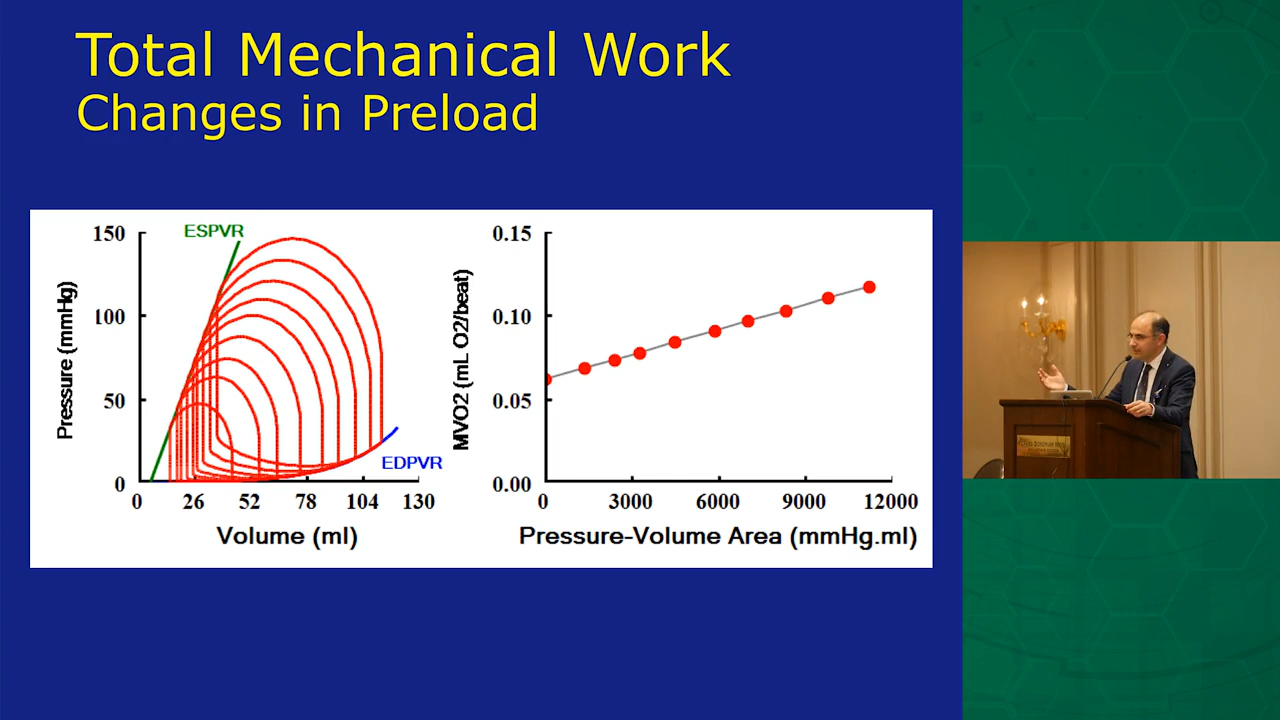 Total Mechanical Work
Changes in Preload
ESPVR
150
100
50
0
Pressure (mmHg)
0 26 52 78 104 130
Volume (ml)
EDPVR
0.15
0.10
0.05
0.00
MVO2 (mL O2/beat)
0 3000 6000 9000 12000
Pressure-Volume Area (mmHg.ml)